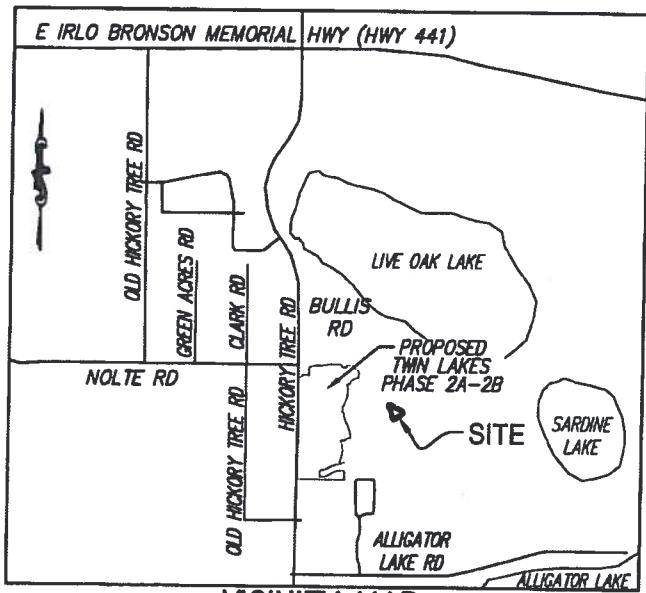 E IRLO BRONSON MEMORIAL HWY (HWY 441)
OLD HICKORY TREE RD
GREEN ACRES RD
CLARK RD
HICKORY TREE RD
LIVE OAK LAKE
BULLIS
RD
NOLTE RD
PROPOSED
TWIN LAKES
PHASE 2A-2B
SITE
SARDINE
LAKE
OLD HICKORY TREE RD
ALLIGATOR
LAKE RD
ALLIGATOR LAKE